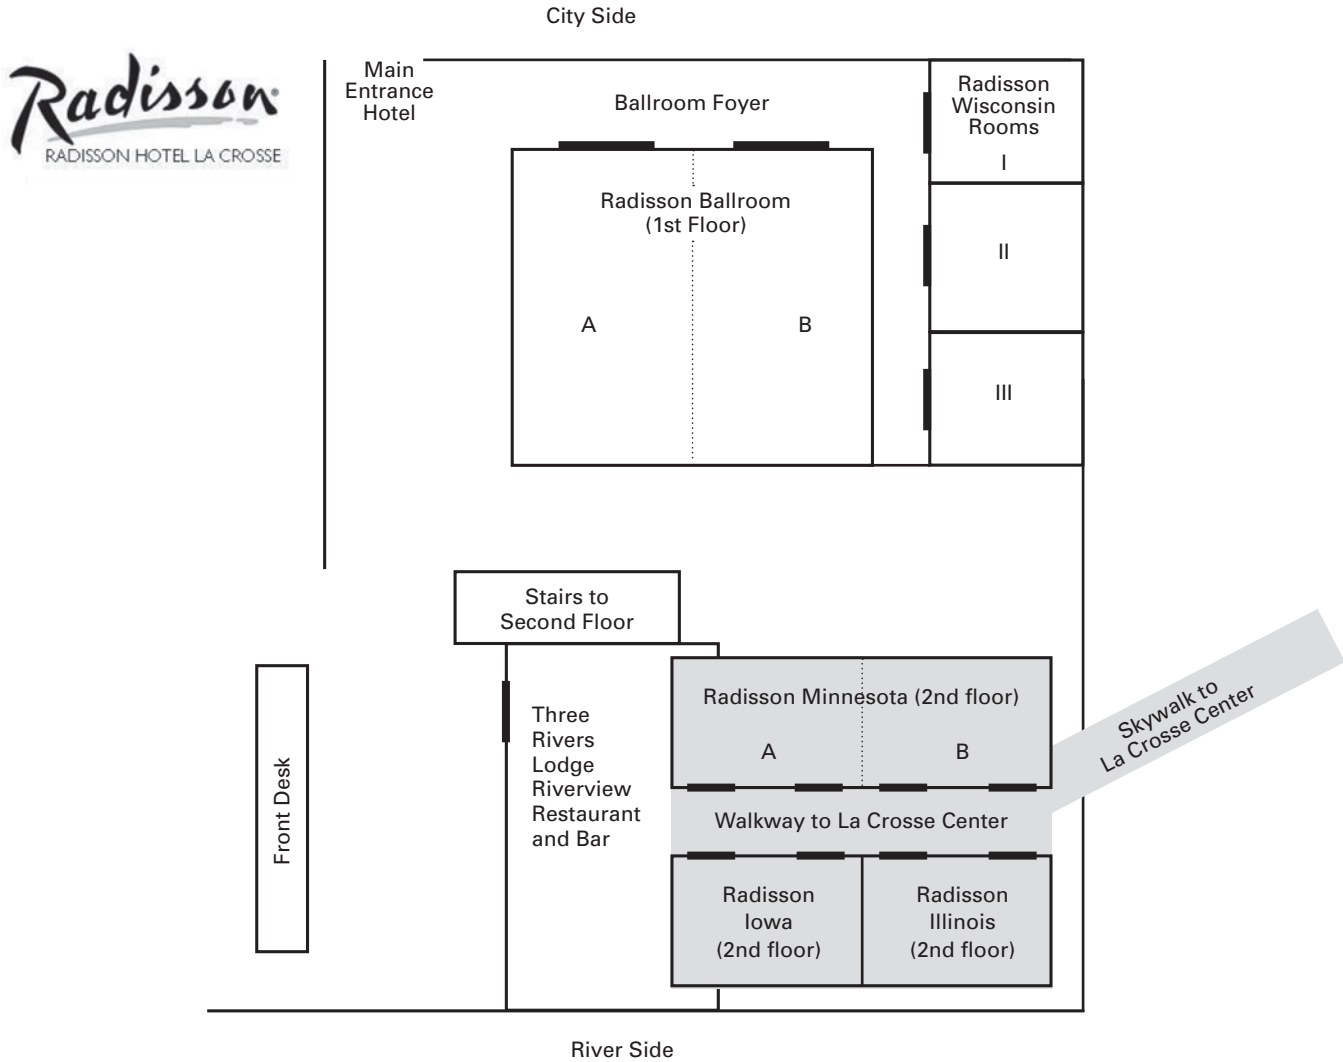 City Side
Radisson
RADISSON HOTEL LA CROSSE
Main
Entrance
Hotel
Ballroom Foyer
Radisson
Wisconsin
Rooms
I
Radisson Ballroom
(1st Floor)
A
B
II
III
Stairs to
Second Floor
Front Desk
Three
Rivers
Lodge
Riverview
Restaurant
and Bar
Radisson Minnesota (2nd floor)
A
B
Skywalk to
La Crosse Center
Walkway to La Crosse Center
Radisson
Iowa
(2nd floor)
Radisson
Illinois
(2nd floor)
River Side